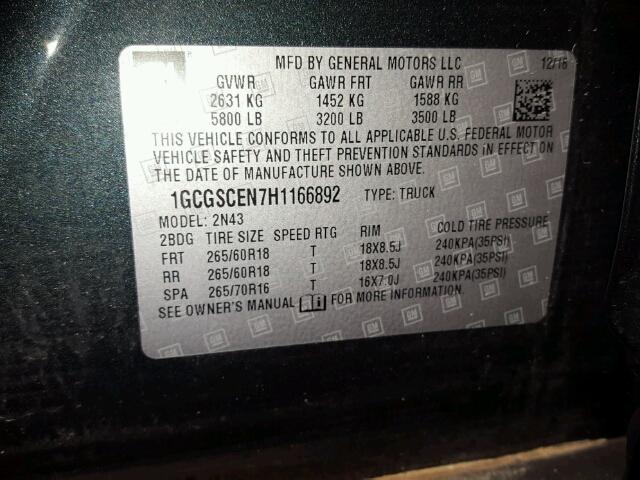 MFD BY GENERAL MOTORS LLC 12/16
GVWR GAWR FRT GAWR RR
2631 KG 1452 KG 1588 KG
5800 LB 3200 LB 3500 LB
THIS VEHICLE CONFORMS TO ALL APPLICABLE U.S. FEDERAL MOTOR
VEHICLE SAFETY AND THEFT PREVENTION STANDARDS IN EFFECT ON
THE DATE OF MANUFACTURE SHOWN ABOVE.
1GCGSCEN7H1166892 TYPE: TRUCK
MODEL: 2N43
2BDG TIRE SIZE SPEED RTG RIM COLD TIRE PRESSURE
FRT 265/60R18 T 18X8.5J 240KPA(35PSI)
RR 265/60R18 T 18X8.5J 240KPA(35PSI)
SPA 265/70R16 T 16X7.0J 240KPA(35PSI)
SEE OWNER'S MANUAL FOR MORE INFORMATION.